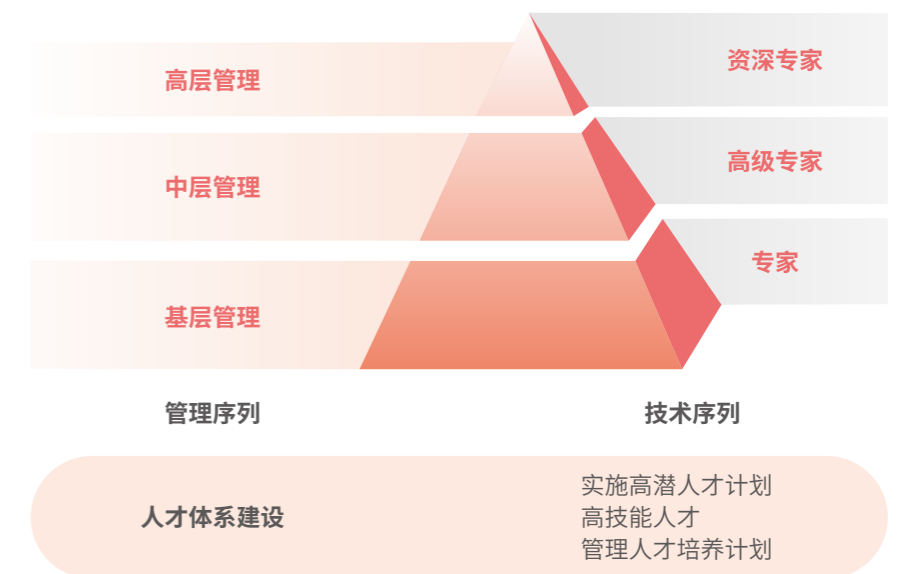 资深专家
高层管理
高级专家
中层管理
专家
基层管理
管理序列
技术序列
人才体系建设
实施高潜人才计划
高技能人才
管理人才培养计划